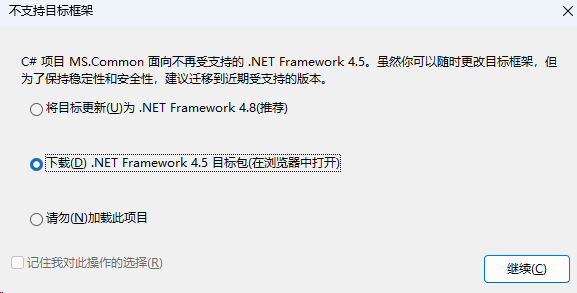 不支持目标框架
C# 项目 MS.Common 面向不再受支持的 .NET Framework 4.5。虽然你可以随时更改目标框架，但
为了保持稳定性和安全性，建议迁移到近期受支持的版本。
将目标更新(U)为 .NET Framework 4.8(推荐)
下载(D) .NET Framework 4.5 目标包(在浏览器中打开)
请勿(N)加载此项目
记住我对此操作的选择(R)
继续(C)